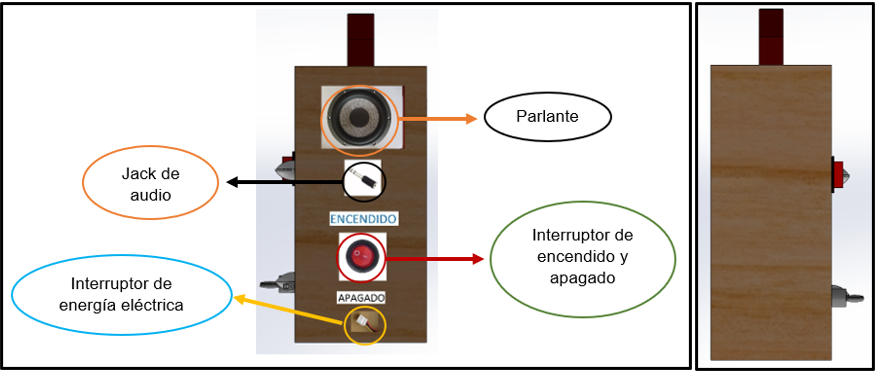 Parlante
Jack de
audio
ENCENDIDO
Interruptor de
encendido y
apagado
Interruptor de
energía eléctrica
APAGADO